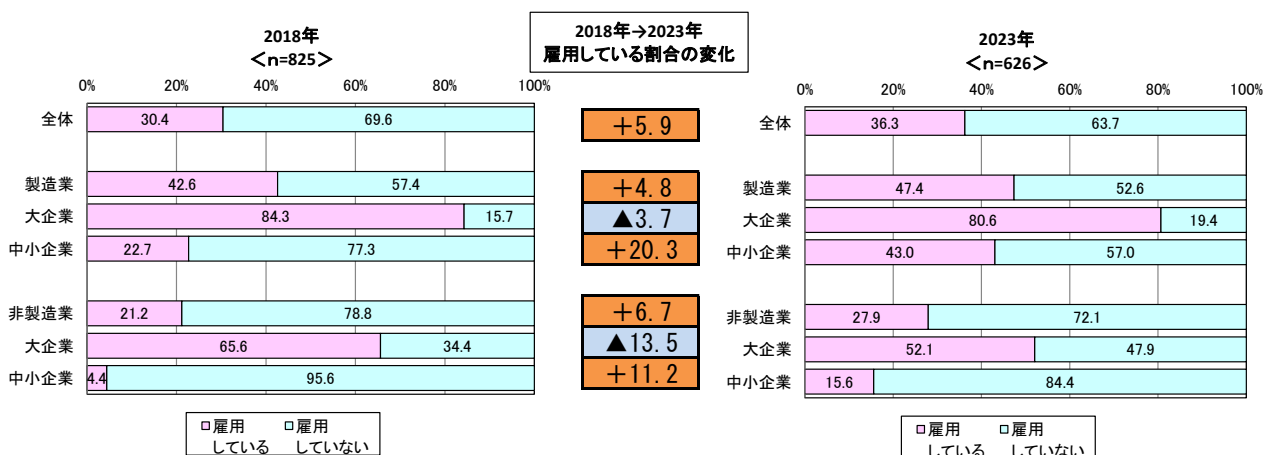 2018年
＜n=825＞
0% 20% 40% 60% 80% 100%
全体 30.4 69.6
製造業 42.6 57.4
大企業 84.3 15.7
中小企業 22.7 77.3
非製造業 21.2 78.8
大企業 65.6 34.4
中小企業 4.4 95.6
□雇用 □雇用
している していない
2018年→2023年
雇用している割合の変化
＋5.9
＋4.8
▲3.7
＋20.3
＋6.7
▲13.5
＋11.2
2023年
＜n=626＞
0% 20% 40% 60% 80% 100%
全体 36.3 63.7
製造業 47.4 52.6
大企業 80.6 19.4
中小企業 43.0 57.0
非製造業 27.9 72.1
大企業 52.1 47.9
中小企業 15.6 84.4
□雇用 □雇用
している していない